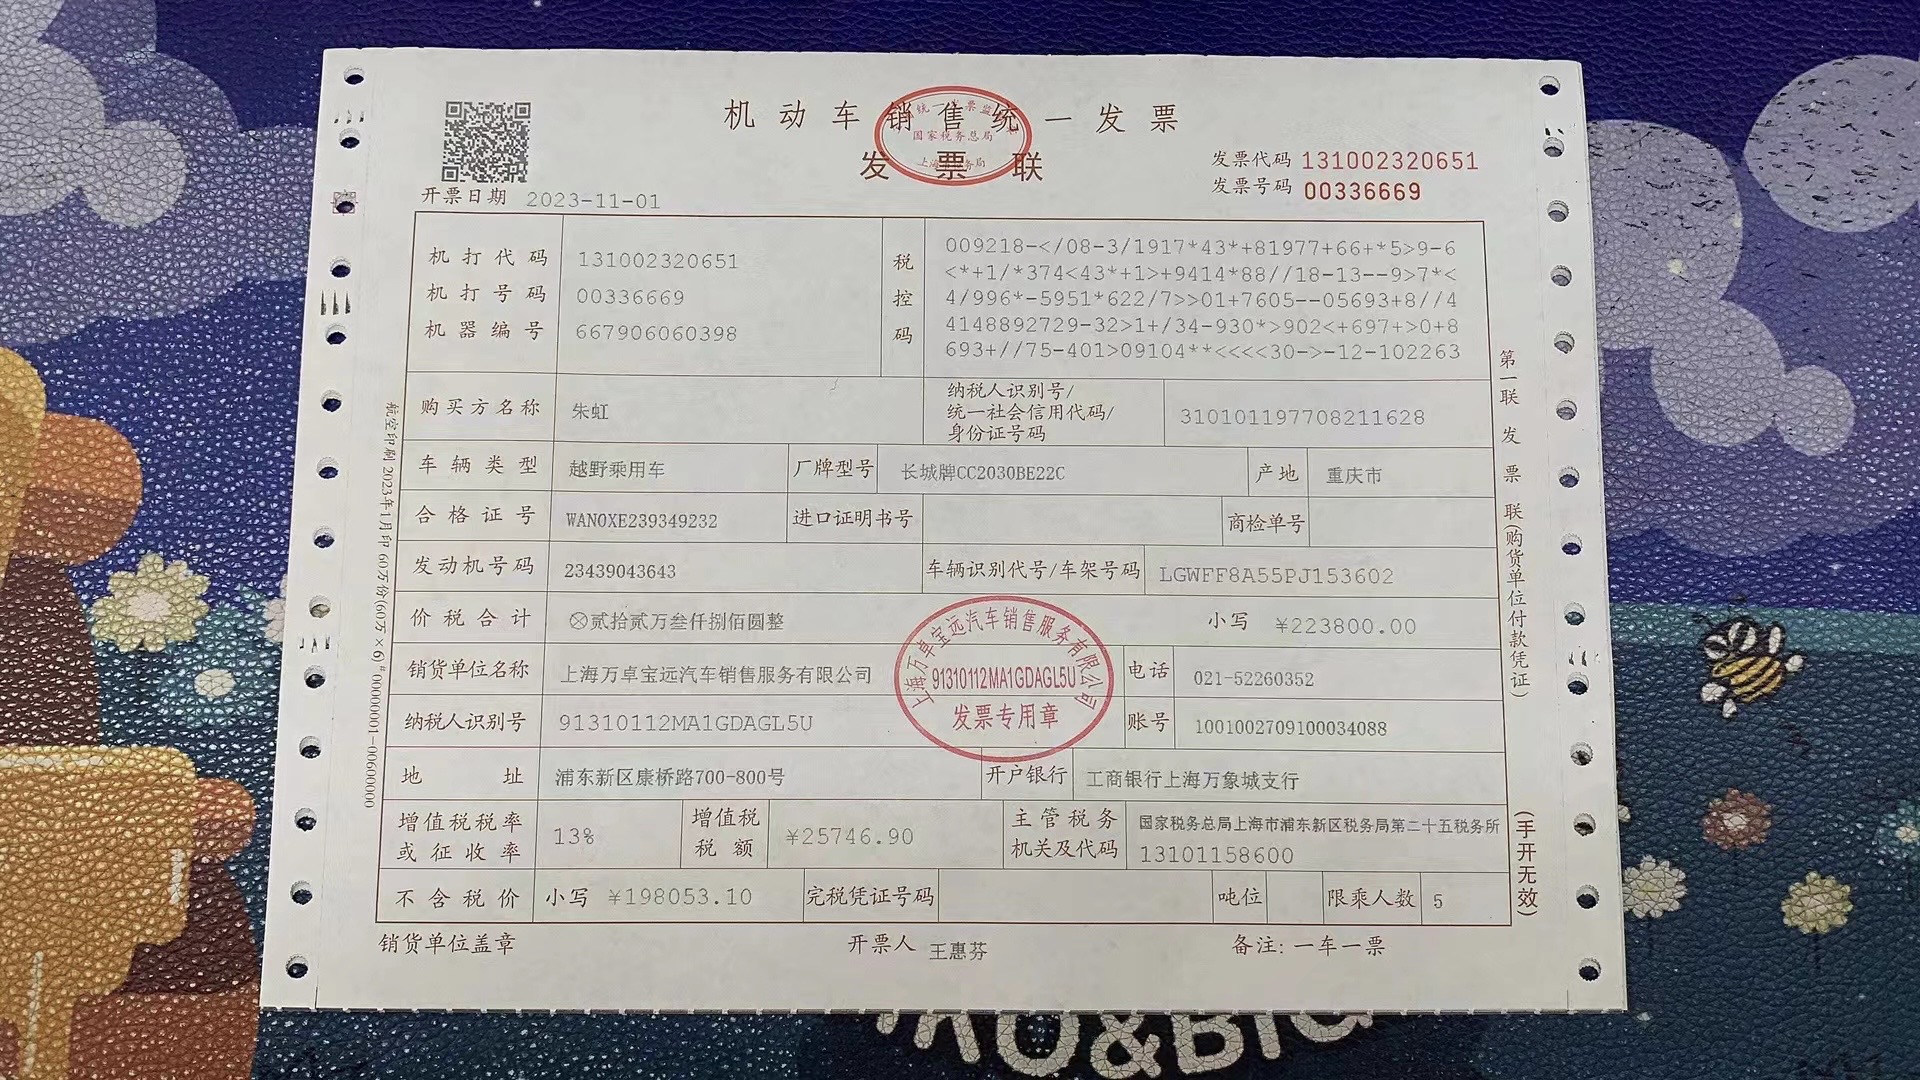 机动车销售统一发票
发票联
国家税务总局
发票代码 131002320651
发票号码 00336669
开票日期 2023-11-01
机打代码 131002320651
机打号码 00336669
机器编号 667906060398
税控码
009218-</08-3/1917*43*+81977+66+*5>9-6
<*+1/*374<43*+1>+9414*88//18-13--9>7*<
4/996*-5951*622/7>>01+7605--05693+8//4
4148892729-32>1+/34-930*>902<+697+>0+8
693+//75-401>09104**<<<<30->-12-102263
购买方名称 朱虹
纳税人识别号/
统一社会信用代码/
身份证号码
310101197708211628
车辆类型 越野乘用车 厂牌型号 长城牌CC2030BE22C 产地 重庆市
合格证号 WAN0XE239349232 进口证明书号 商检单号
发动机号码 23439043643 车辆识别代号/车架号码 LGWFF8A55PJ153602
价税合计 ⊗贰拾贰万叁仟捌佰圆整 小写 ¥223800.00
销货单位名称 上海万卓宝远汽车销售服务有限公司 电话 021-52260352
纳税人识别号 91310112MA1GDAGL5U 账号 1001002709100034088
上海万卓宝远汽车销售服务有限公司
91310112MA1GDAGL5U
发票专用章
地址 浦东新区康桥路700-800号 开户银行 工商银行上海万象城支行
增值税税率
或征收率
13%
增值税
税额
¥25746.90
主管税务
机关及代码
国家税务总局上海市浦东新区税务局第二十五税务所
13101158600
不含税价 小写 ¥198053.10 完税凭证号码 吨位 限乘人数 5
销货单位盖章 开票人 王惠芬 备注: 一车一票
第一联 发票联(购货单位付款凭证)
(手开无效)
2023年1月印 60万份(60万×6) #00000001-00600000